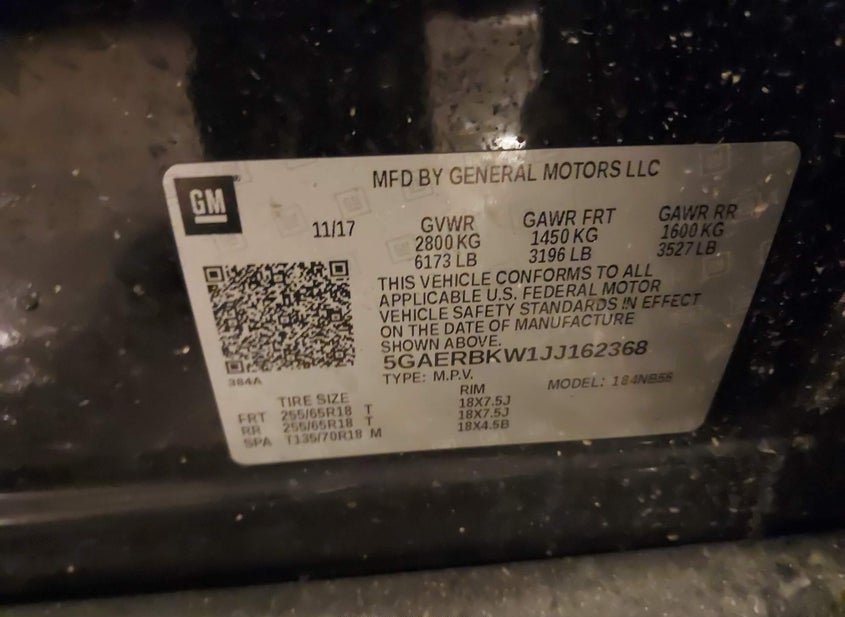 GM
MFD BY GENERAL MOTORS LLC
11/17
GVWR GAWR FRT GAWR RR
2800 KG 1450 KG 1600 KG
6173 LB 3196 LB 3527 LB
THIS VEHICLE CONFORMS TO ALL
APPLICABLE U.S. FEDERAL MOTOR
VEHICLE SAFETY STANDARDS IN EFFECT
ON THE DATE OF MANUFACTURE
SHOWN ABOVE.
5GAERBKW1JJ162368
384A
TYPE: M.P.V. MODEL: 184NB56
TIRE SIZE RIM
FRT 255/65R18 T 18X7.5J
RR 255/65R18 T 18X7.5J
SPA T135/70R18 M 18X4.5B